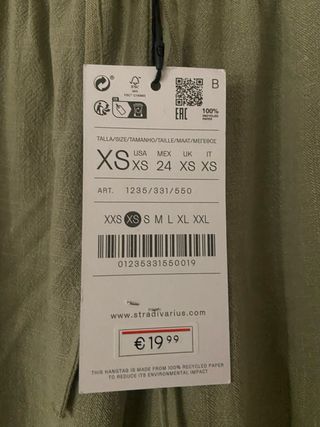 B
EAC
100%
RECYCLED
PAPER
FSC
TALLA/SIZE/TAMANHO/TAILLE/MAAT/ΜΕΓΕΘΟΣ
XS
USA MEX UK IT
XS 24 XS XS
ART. 1235/331/550
XXS XS S M L XL XXL
01235331550019
www.stradivarius.com
€19 99
THIS HANGTAG IS MADE FROM 100% RECYCLED PAPER
TO REDUCE ITS ENVIRONMENTAL IMPACT